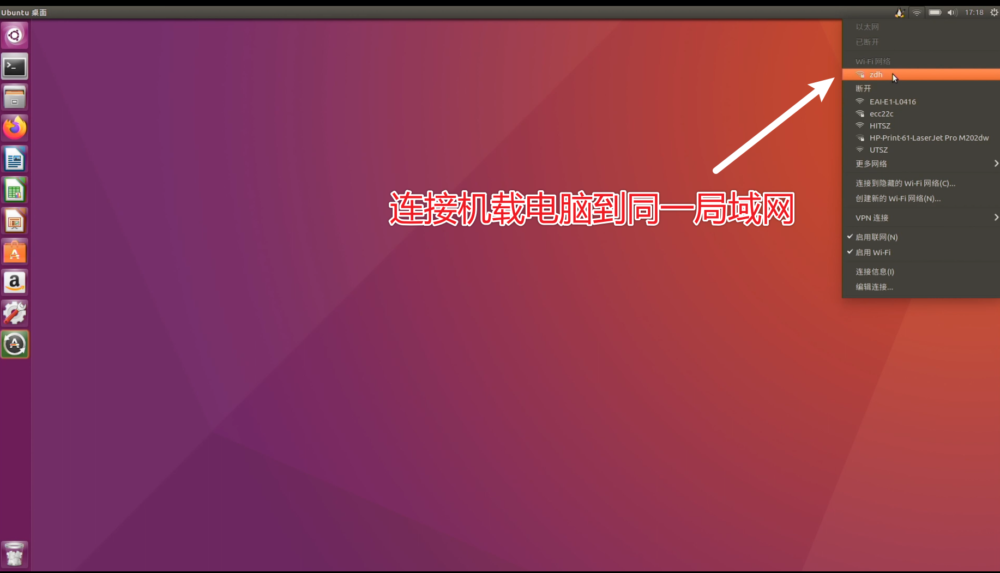 Ubuntu 桌面
17:18
以太网
已断开
Wi-Fi 网络
zdh
断开
EAI-E1-L0416
ecc22c
HITSZ
HP-Print-61-LaserJet Pro M202dw
UTSZ
更多网络
连接到隐藏的 Wi-Fi 网络(C)...
创建新的 Wi-Fi 网络(N)...
VPN 连接
启用联网(N)
启用 Wi-Fi
连接信息(I)
编辑连接...
连接机载电脑到同一局域网